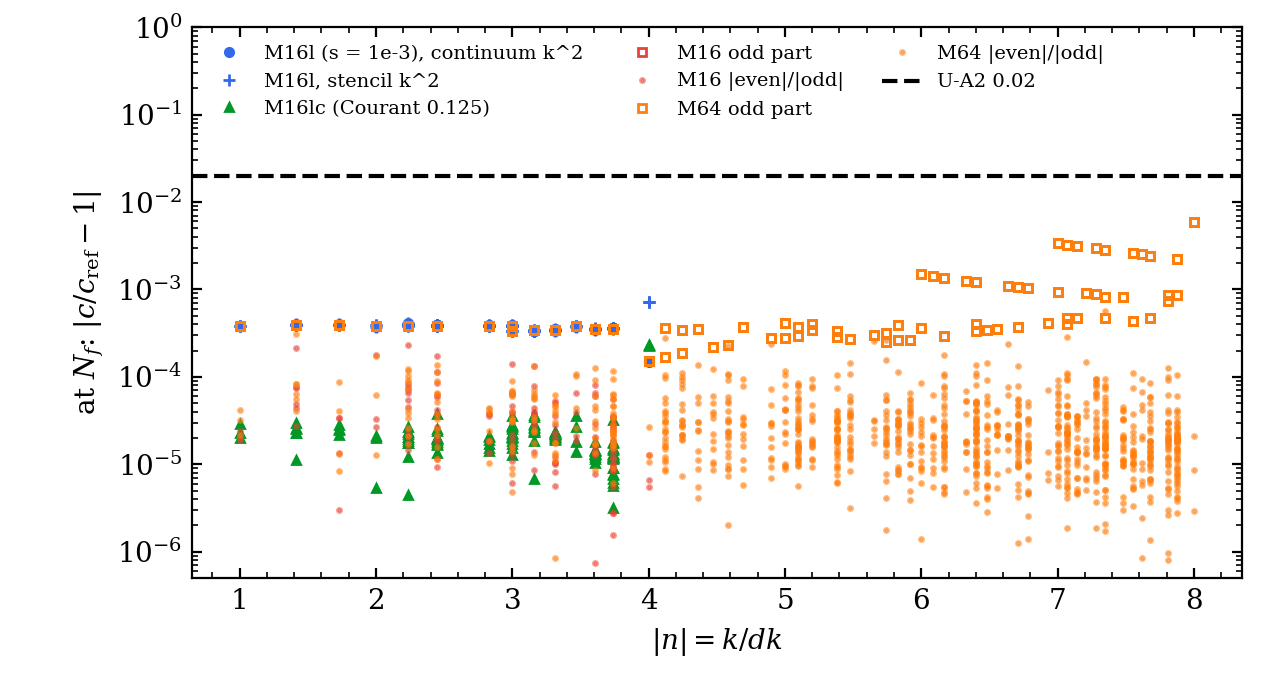 M16l (s = 1e-3), continuum k^2
M16l, stencil k^2
M16lc (Courant 0.125)
M16 odd part
M16 |even|/|odd|
M64 odd part
M64 |even|/|odd|
U-A2 0.02
at N_f: |c/c_ref − 1|
10^0
10^−1
10^−2
10^−3
10^−4
10^−5
10^−6
1 2 3 4 5 6 7 8
|n| = k/dk